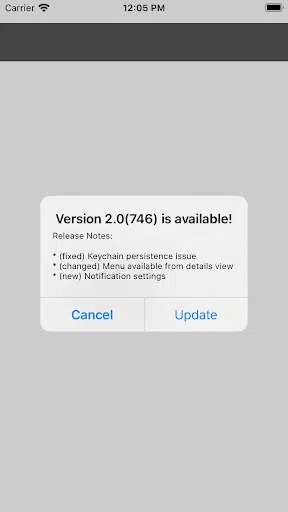 Carrier 12:05 PM
Version 2.0(746) is available!
Release Notes:
* (fixed) Keychain persistence issue
* (changed) Menu available from details view
* (new) Notification settings
Cancel Update